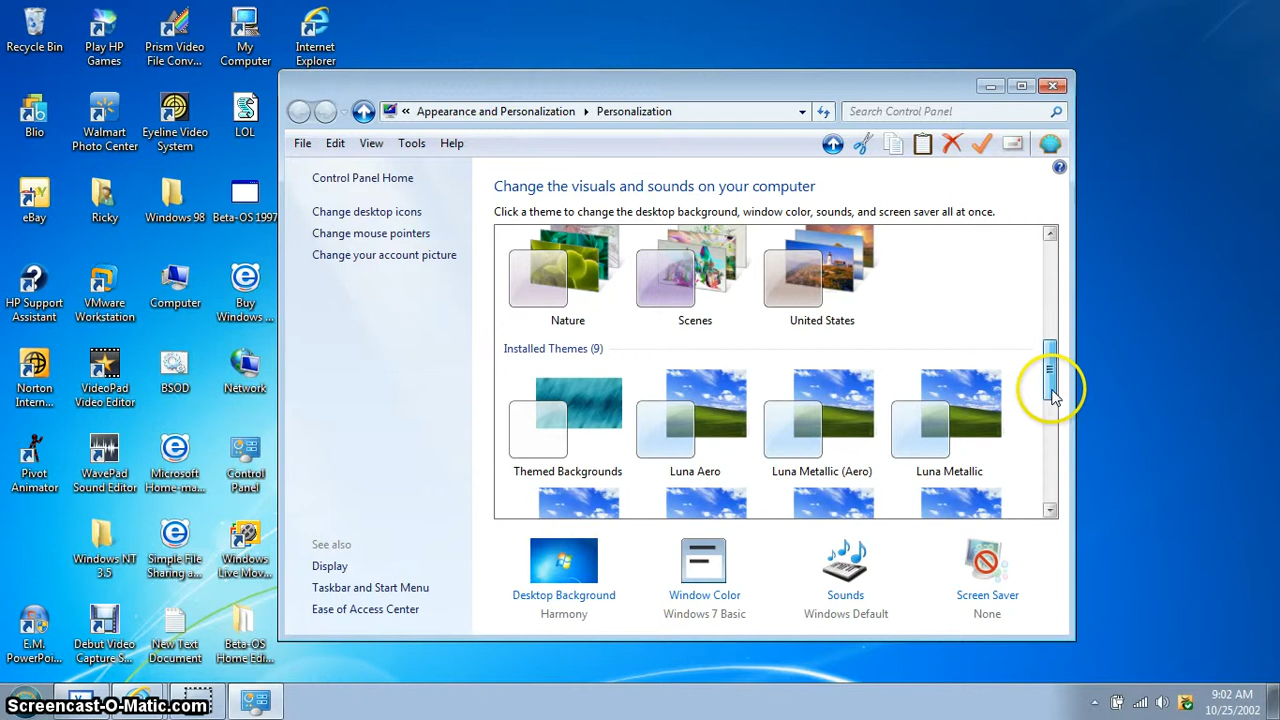 Recycle Bin
Play HP Games
Prism Video File Conv...
My Computer
Internet Explorer
Blio
Walmart Photo Center
Eyeline Video System
LOL
eBay
Ricky
Windows 98
Beta-OS 1997
HP Support Assistant
VMware Workstation
Computer
Buy Windows ...
Norton Intern...
VideoPad Video Editor
BSOD
Network
Pivot Animator
WavePad Sound Editor
Microsoft Home-ma...
Control Panel
Windows NT 3.5
Simple File Sharing a...
Windows Live Mov...
E.M. PowerPoi...
Debut Video Capture S...
New Text Document
Beta-OS Home Edi...
« Appearance and Personalization Personalization
Search Control Panel
File Edit View Tools Help
Control Panel Home
Change desktop icons
Change mouse pointers
Change your account picture
See also
Display
Taskbar and Start Menu
Ease of Access Center
Change the visuals and sounds on your computer
Click a theme to change the desktop background, window color, sounds, and screen saver all at once.
Nature Scenes United States
Installed Themes (9)
Themed Backgrounds Luna Aero Luna Metallic (Aero) Luna Metallic
Desktop Background Window Color Sounds Screen Saver
Harmony Windows 7 Basic Windows Default None
Screencast-O-Matic.com
9:02 AM
10/25/2002